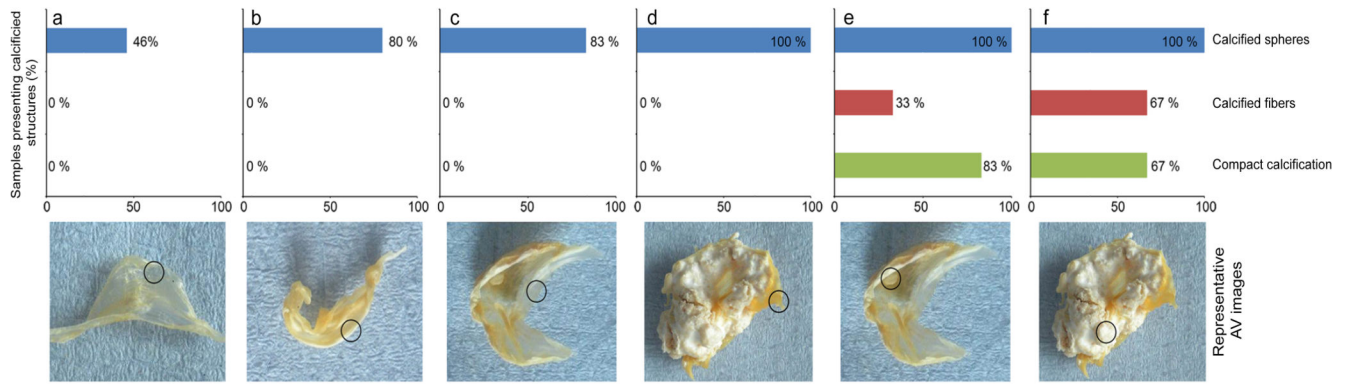 a b c d e f
Samples presenting calcificied
structures (%)
46% 80 % 83 % 100 % 100 % 100 % Calcified spheres
0 % 0 % 0 % 0 % 33 % 67 % Calcified fibers
0 % 0 % 0 % 0 % 83 % 67 % Compact calcification
0 50 100 0 50 100 0 50 100 0 50 100 0 50 100 0 50 100
Representative
AV images